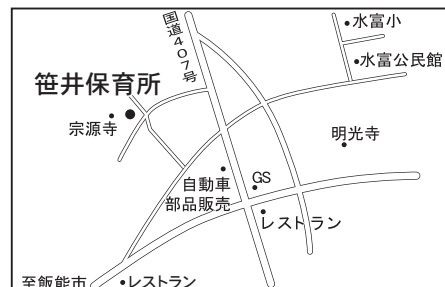 国道407号
水富小
水富公民館
笹井保育所
宗源寺
明光寺
自動車
部品販売
GS
レストラン
至飯能市
レストラン